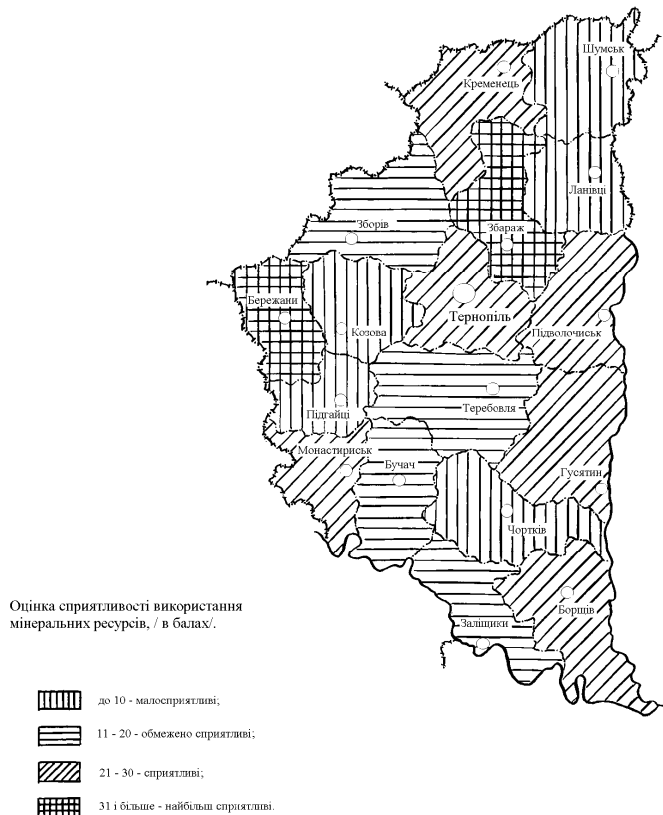 Шумськ
Кременець
Ланівці
Зборів
Збараж
Бережани
Тернопіль
Козова
Підволочиськ
Теребовля
Підгайці
Монастириськ
Бучач
Гусятин
Чортків
Борщів
Заліщики
Оцінка сприятливості використання
мінеральних ресурсів, / в балах/.
до 10 - малосприятливі;
11 - 20 - обмежено сприятливі;
21 - 30 - сприятливі;
31 і більше - найбільш сприятливі.